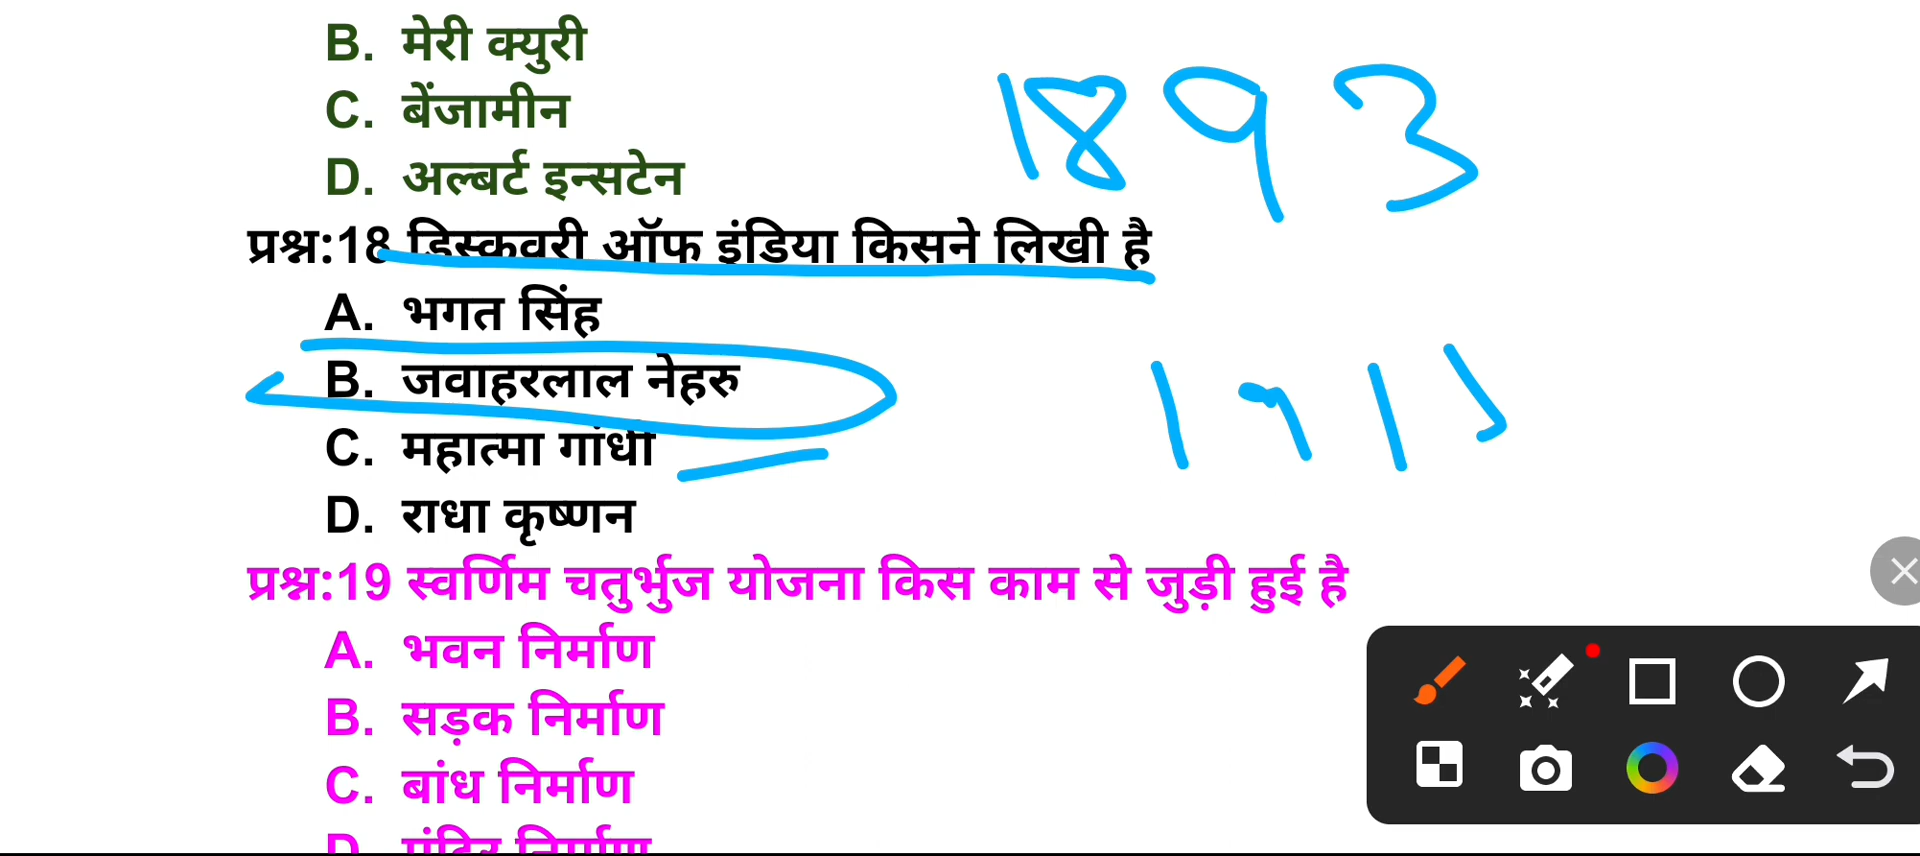 B. मेरी क्युरी
C. बेंजामीन
D. अल्बर्ट इन्सटेन
1893
प्रश्न:18 डिस्कवरी ऑफ इंडिया किसने लिखी है
A. भगत सिंह
B. जवाहरलाल नेहरु
C. महात्मा गांधी
D. राधा कृष्णन
प्रश्न:19 स्वर्णिम चतुर्भुज योजना किस काम से जुड़ी हुई है
A. भवन निर्माण
B. सड़क निर्माण
C. बांध निर्माण
D. मंदिर निर्माण